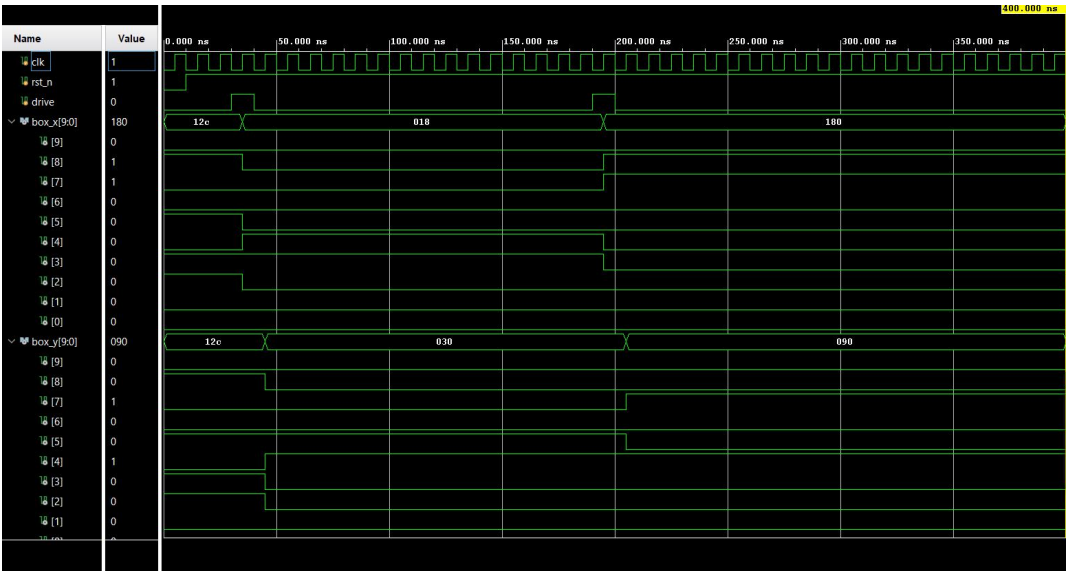 400.000 ns
Name Value 0.000 ns 50.000 ns 100.000 ns 150.000 ns 200.000 ns 250.000 ns 300.000 ns 350.000 ns
clk 1
rst_n 1
drive 0
box_x[9:0] 180 12c 018 180
[9] 0
[8] 1
[7] 1
[6] 0
[5] 0
[4] 0
[3] 0
[2] 0
[1] 0
[0] 0
box_y[9:0] 090 12c 030 090
[9] 0
[8] 0
[7] 1
[6] 0
[5] 0
[4] 1
[3] 0
[2] 0
[1] 0